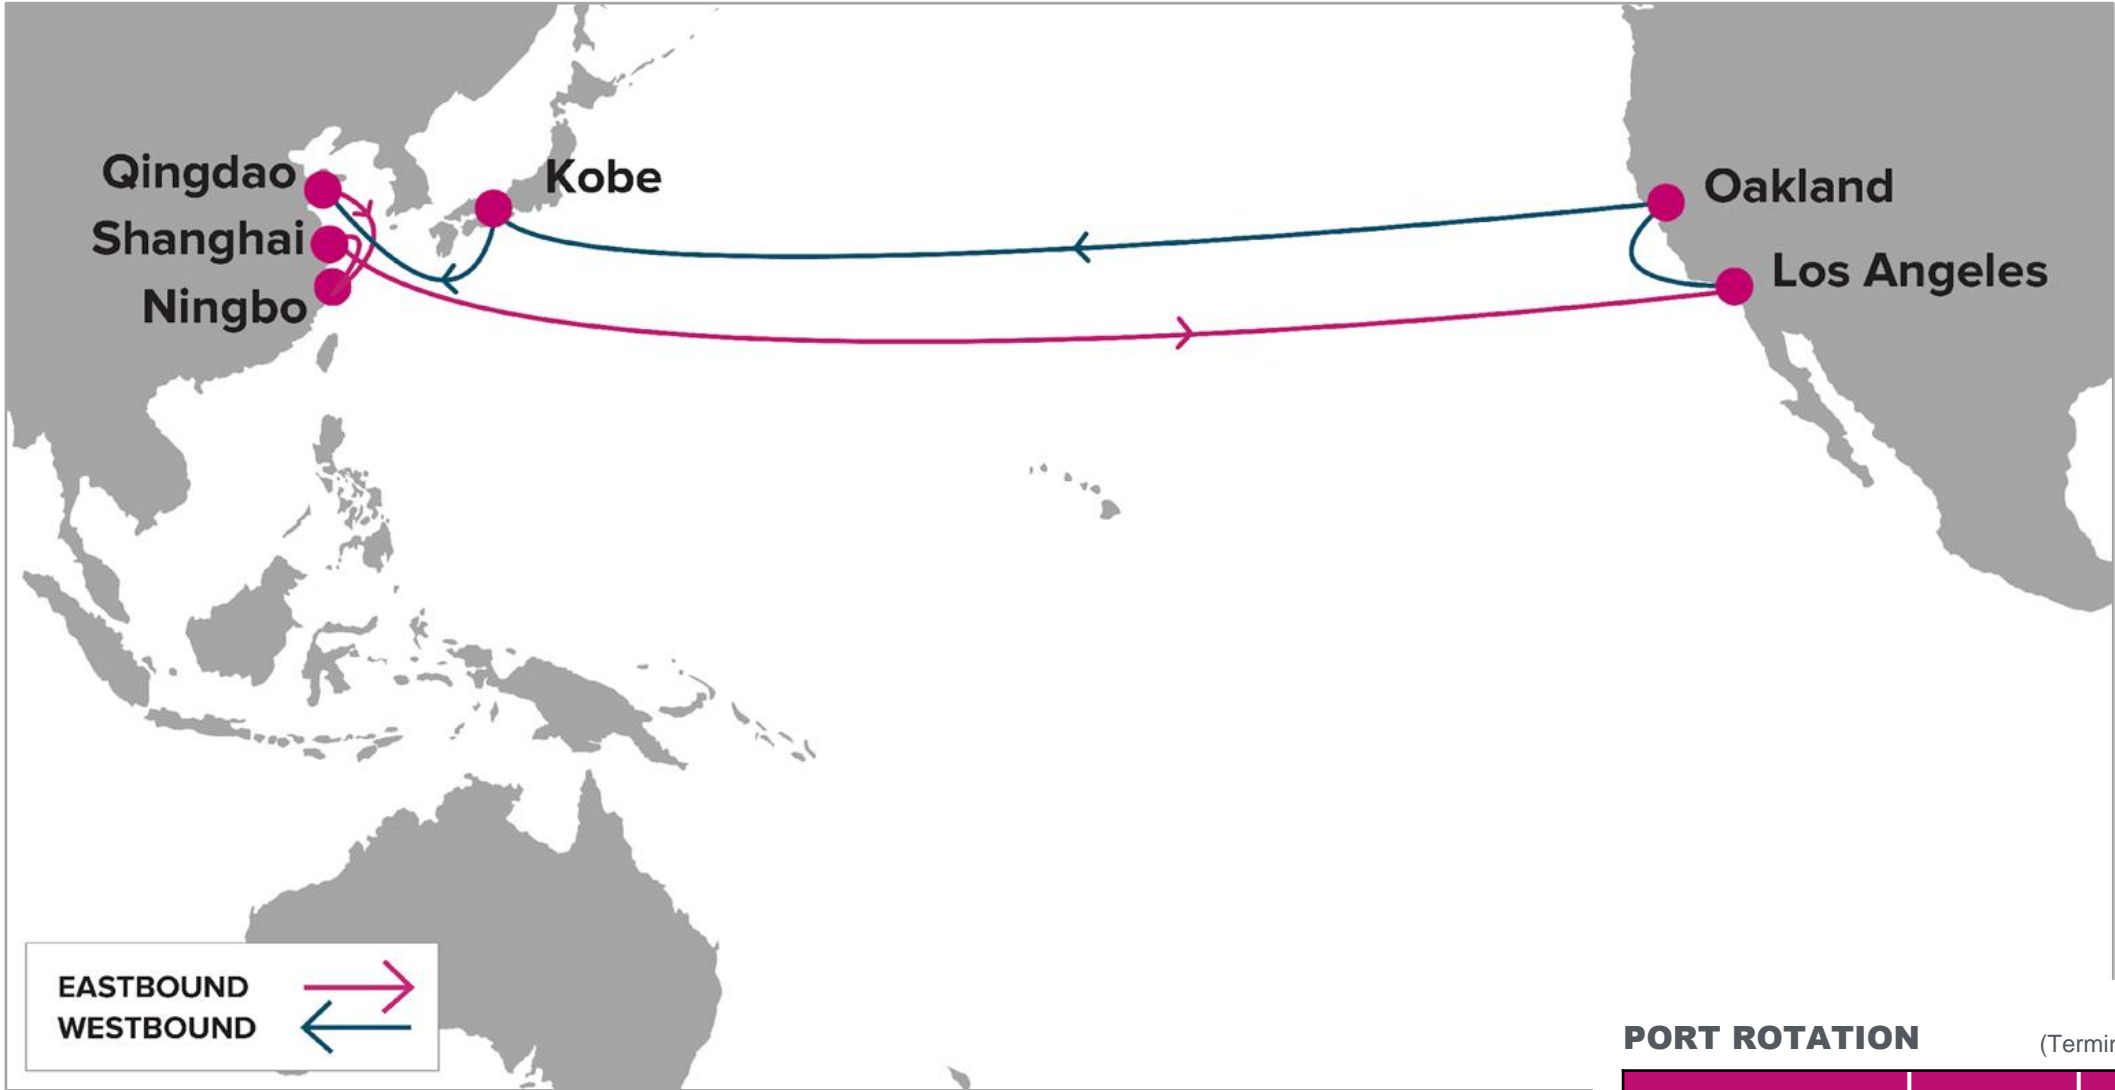 Qingdao
Kobe
Oakland
Shanghai
Los Angeles
Ningbo
EASTBOUND
WESTBOUND
PORT ROTATION